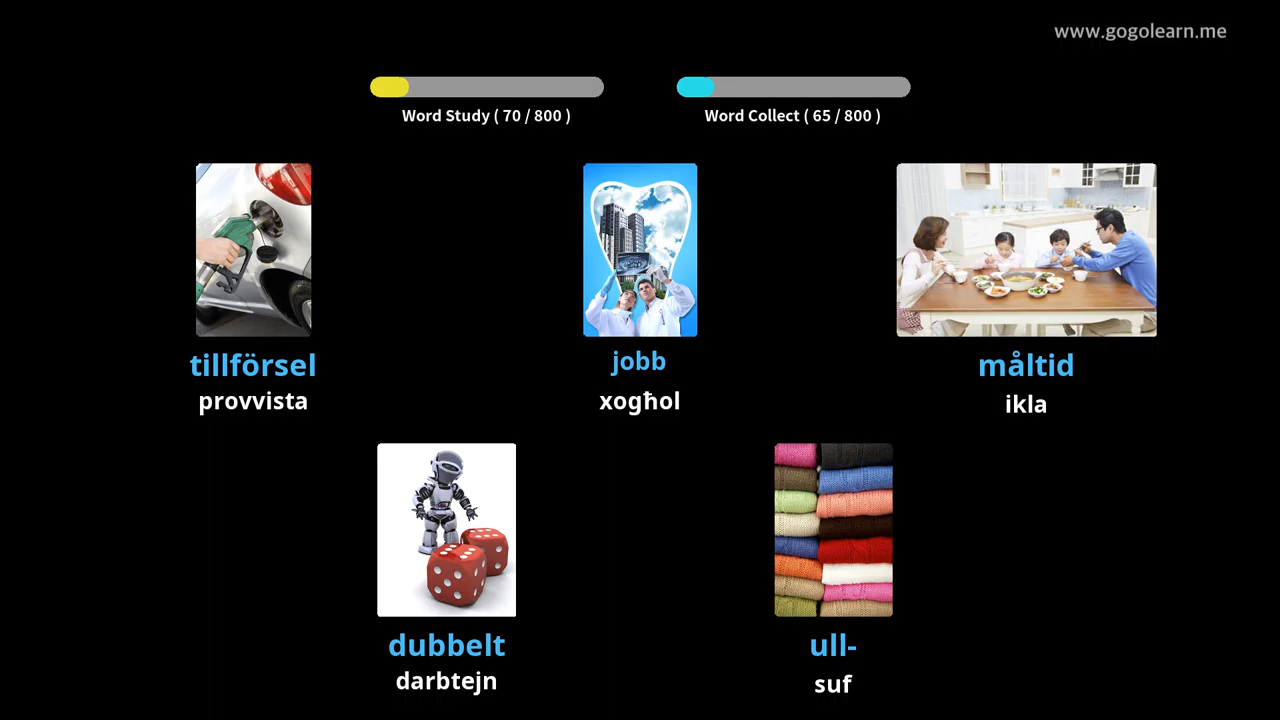 www.gogolearn.me
Word Study ( 70 / 800 )
Word Collect ( 65 / 800 )
tillförsel
provvista
jobb
xogħol
måltid
ikla
dubbelt
darbtejn
ull-
suf